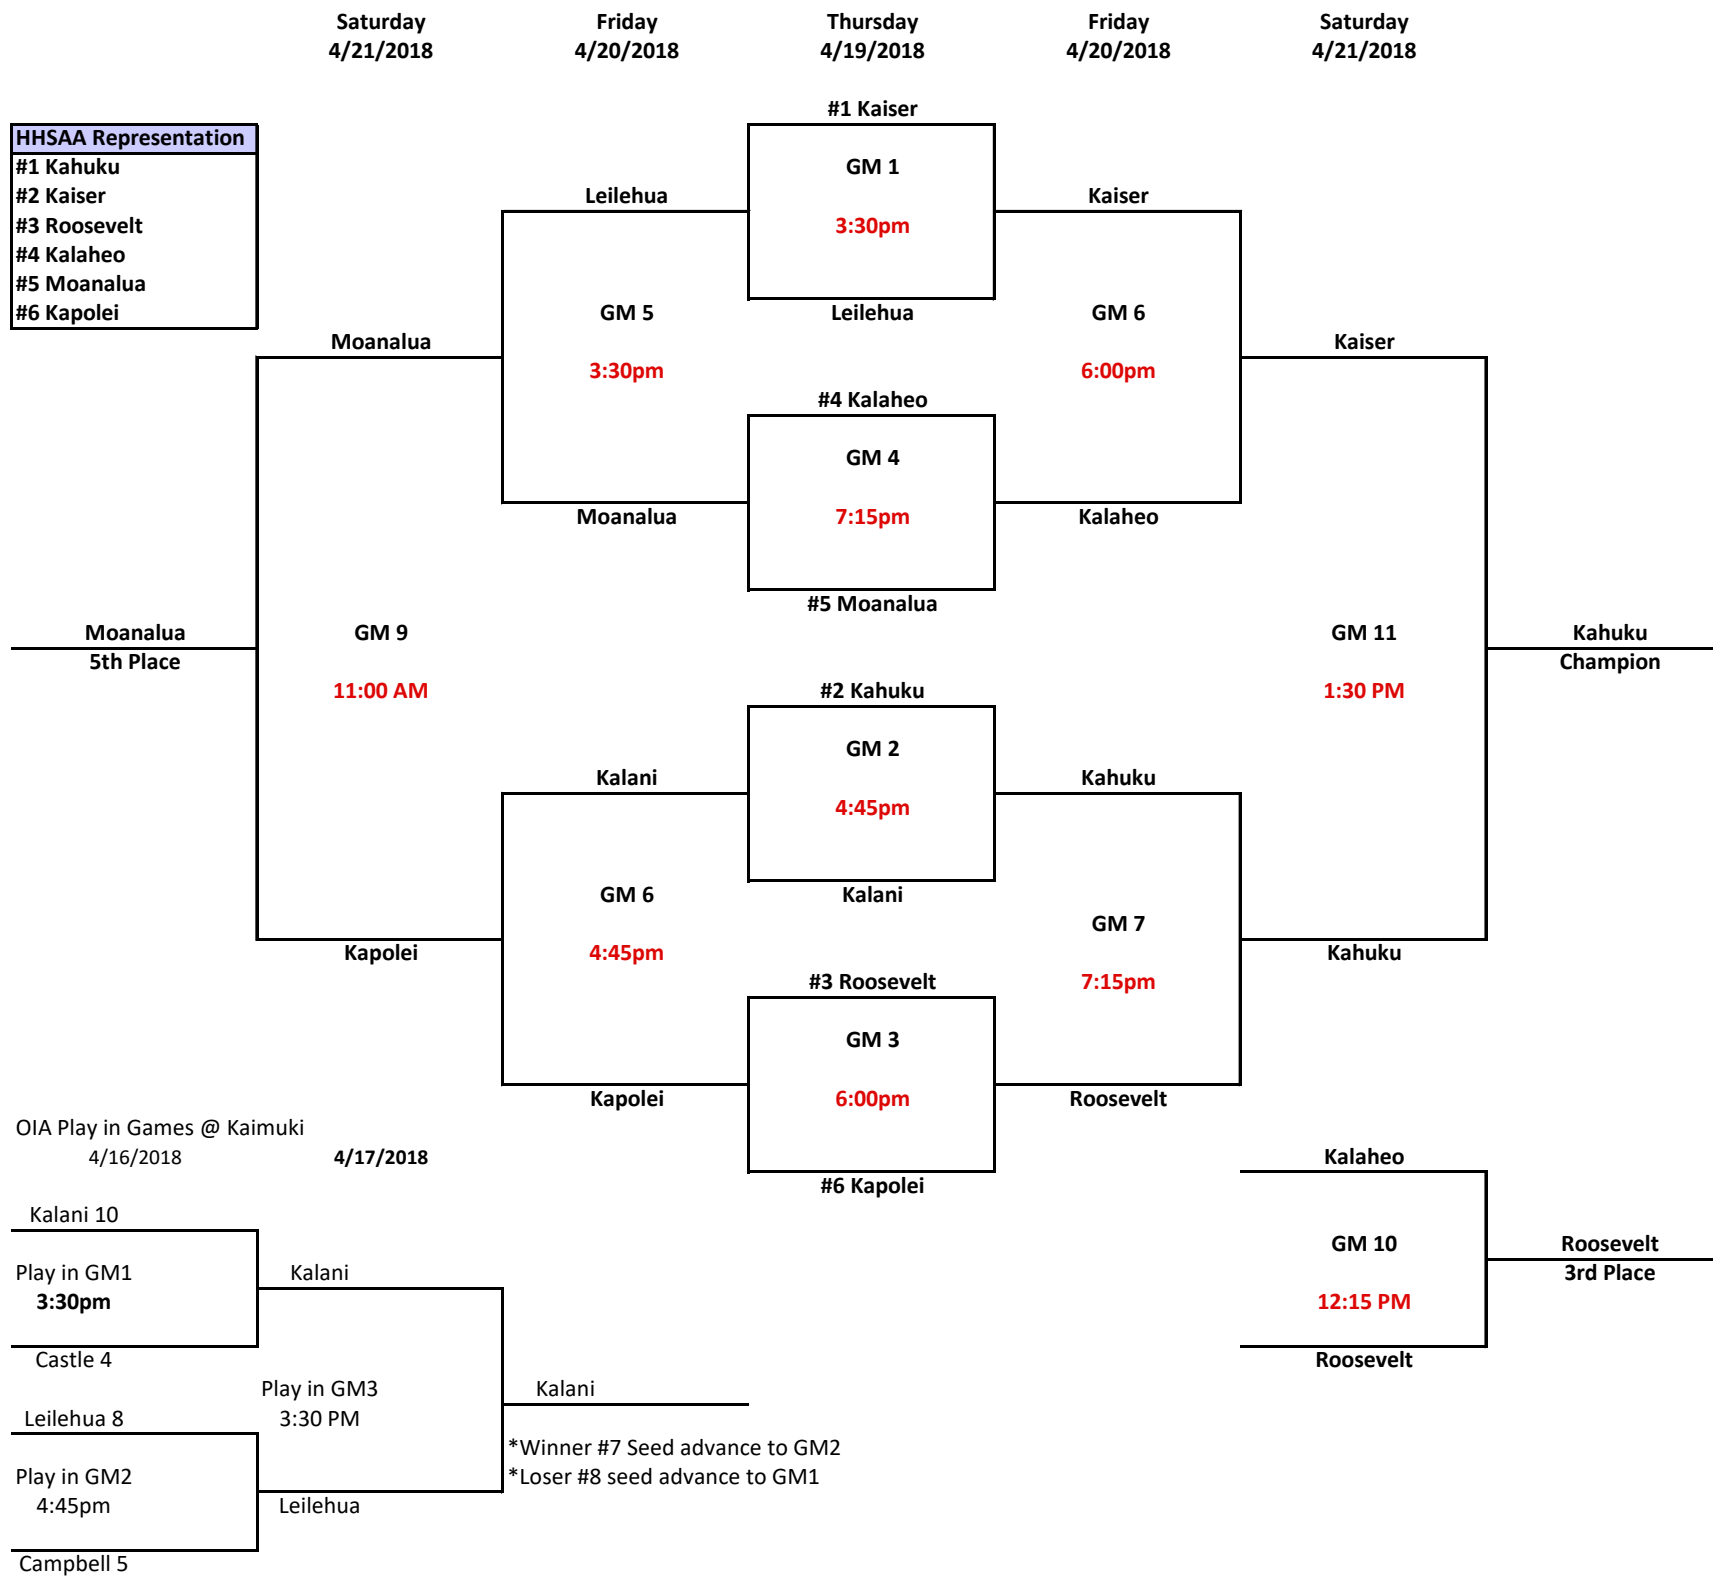 Saturday Friday Thursday Friday Saturday
4/21/2018 4/20/2018 4/19/2018 4/20/2018 4/21/2018
#1 Kaiser
HHSAA Representation
#1 Kahuku GM 1
#2 Kaiser Leilehua Kaiser
#3 Roosevelt 3:30pm
#4 Kalaheo
#5 Moanalua
#6 Kapolei GM 5 Leilehua GM 6
Moanalua Kaiser
3:30pm 6:00pm
#4 Kalaheo
GM 4
Moanalua 7:15pm Kalaheo
#5 Moanalua
Moanalua GM 9 GM 11 Kahuku
5th Place Champion
11:00 AM #2 Kahuku 1:30 PM
GM 2
Kalani Kahuku
4:45pm
GM 6 Kalani
GM 7
Kapolei 4:45pm Kahuku
#3 Roosevelt 7:15pm
GM 3
Kapolei 6:00pm Roosevelt
OIA Play in Games @ Kaimuki
4/16/2018 4/17/2018 Kalaheo
#6 Kapolei
Kalani 10
GM 10 Roosevelt
Play in GM1 Kalani 3rd Place
3:30pm 12:15 PM
Castle 4 Roosevelt
Play in GM3 Kalani
Leilehua 8 3:30 PM
*Winner #7 Seed advance to GM2
Play in GM2 *Loser #8 seed advance to GM1
4:45pm Leilehua
Campbell 5